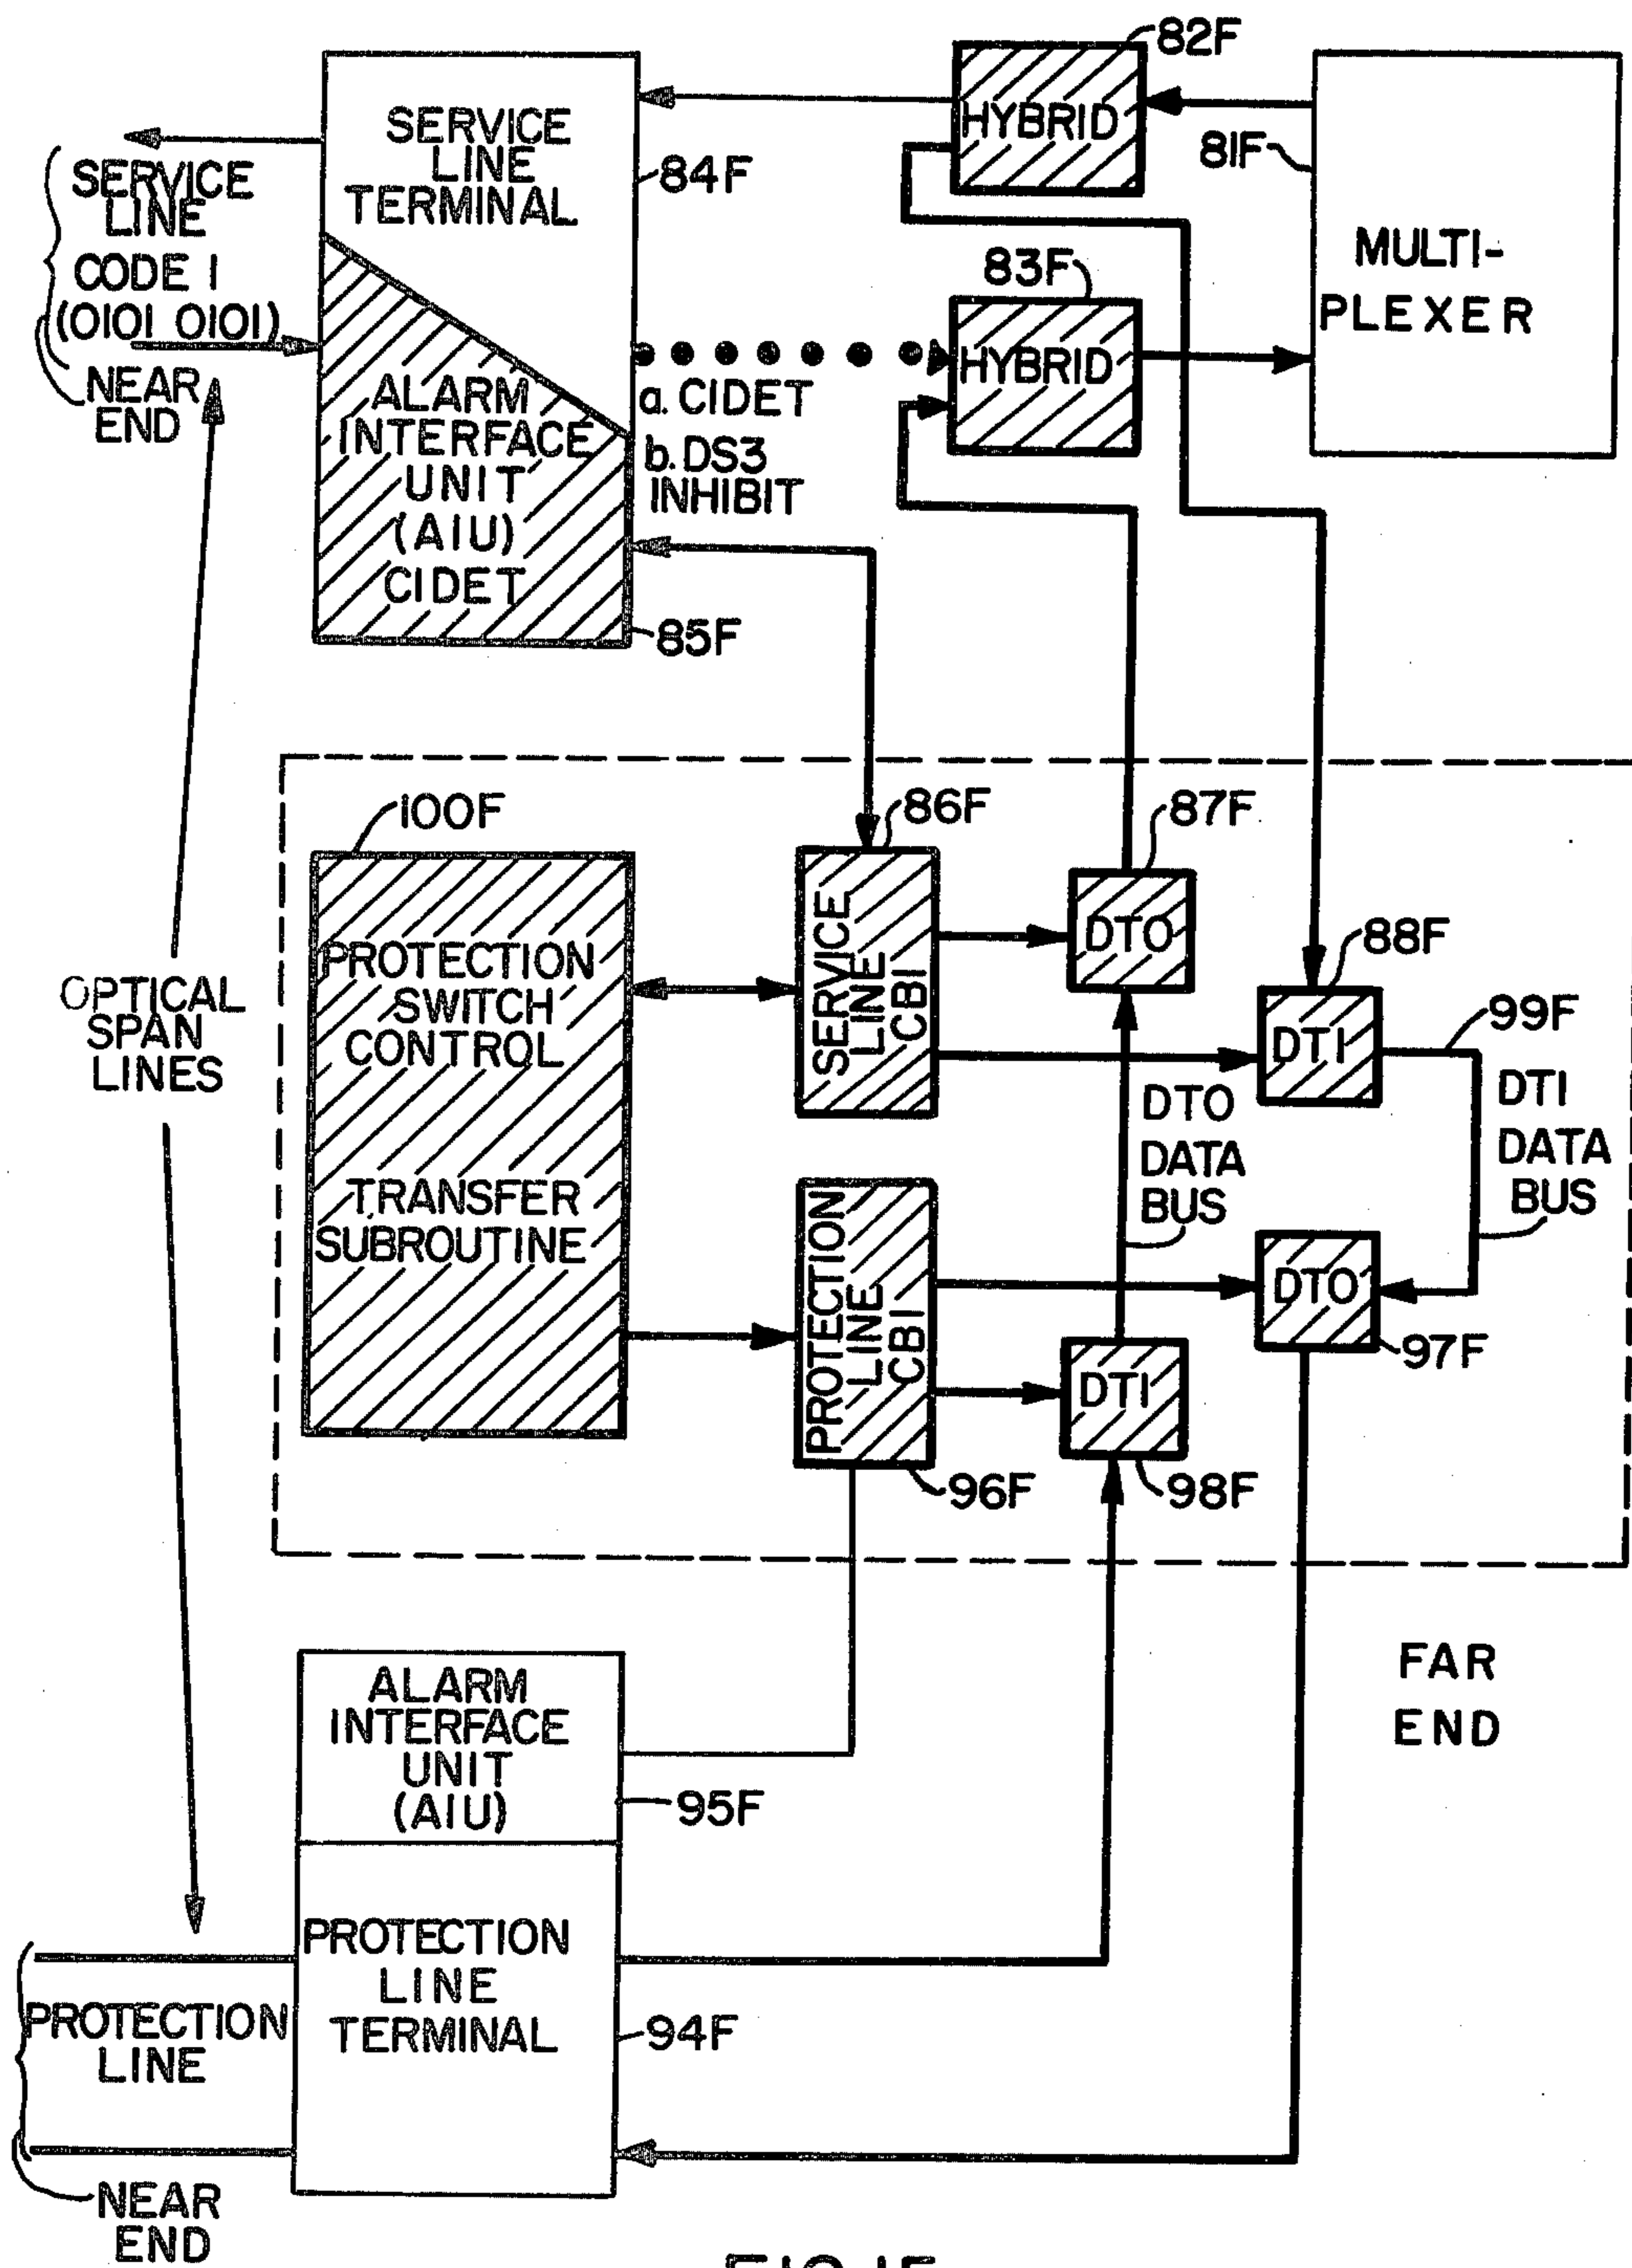 82F
HYBRID
81F
MULTI-
PLEXER
SERVICE
LINE
TERMINAL
84F
SERVICE
LINE
CODE 1
(0101 0101)
NEAR
END
83F
HYBRID
a. CIDET
b. DS3
INHIBIT
ALARM
INTERFACE
UNIT
(AIU)
CIDET
85F
OPTICAL
SPAN
LINES
100F
PROTECTION
SWITCH
CONTROL
TRANSFER
SUBROUTINE
86F
SERVICE
LINE
CBI
87F
DTO
88F
DTI
99F
DTI
DATA
BUS
DTO
DATA
BUS
PROTECTION
LINE
CBI
96F
DTI
98F
DTO
97F
FAR
END
ALARM
INTERFACE
UNIT
(AIU)
95F
PROTECTION
LINE
TERMINAL
94F
PROTECTION
LINE
NEAR
END